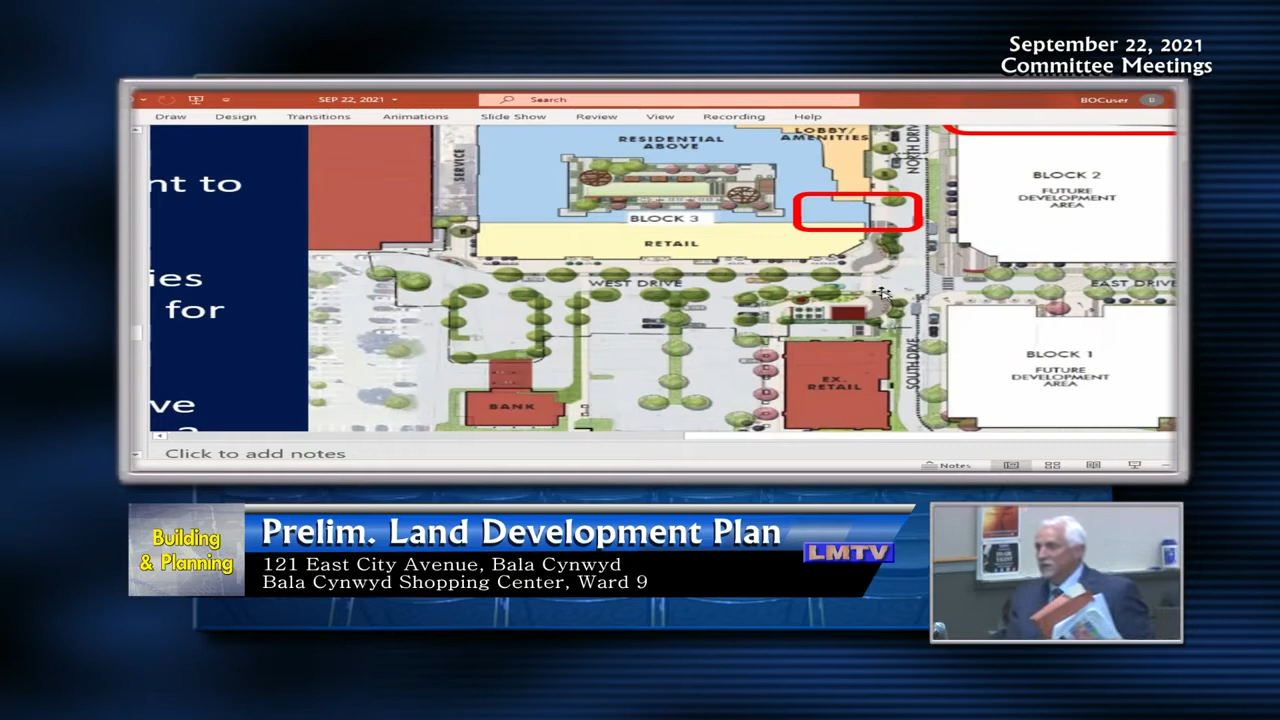 September 22, 2021
Committee Meetings
SEP 22, 2021
Search
BOCuser
B
Draw
Design
Transitions
Animations
Slide Show
Review
View
Recording
Help
nt to
ies
for
ve
SERVICE
RESIDENTIAL
ABOVE
LOBBY/
AMENITIES
BLOCK 3
RETAIL
WEST DRIVE
BANK
EX.
RETAIL
SOUTH DRIVE
BLOCK 2
FUTURE
DEVELOPMENT
AREA
EAST DRIVE
BLOCK 1
FUTURE
DEVELOPMENT
AREA
Click to add notes
Notes
Building
& Planning
Prelim. Land Development Plan
121 East City Avenue, Bala Cynwyd
Bala Cynwyd Shopping Center, Ward 9
LMTV